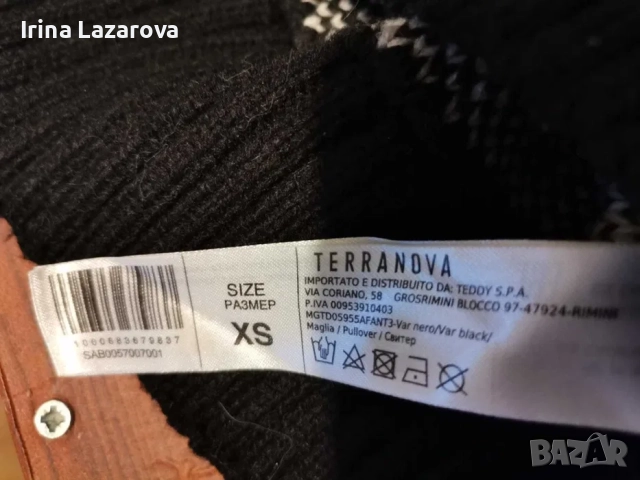 Irina Lazarova
1000683679837
SAB0057007001
SIZE
РАЗМЕР
XS
TERRANOVA
IMPORTATO E DISTRIBUITO DA: TEDDY S.P.A.
VIA CORIANO, 58 GROSRIMINI BLOCCO 97-47924-RIMINI
P.IVA 00953910403
MGTD05955AFANT3-Var nero/Var black/
Maglia / Pullover / Свитер
BAZAR